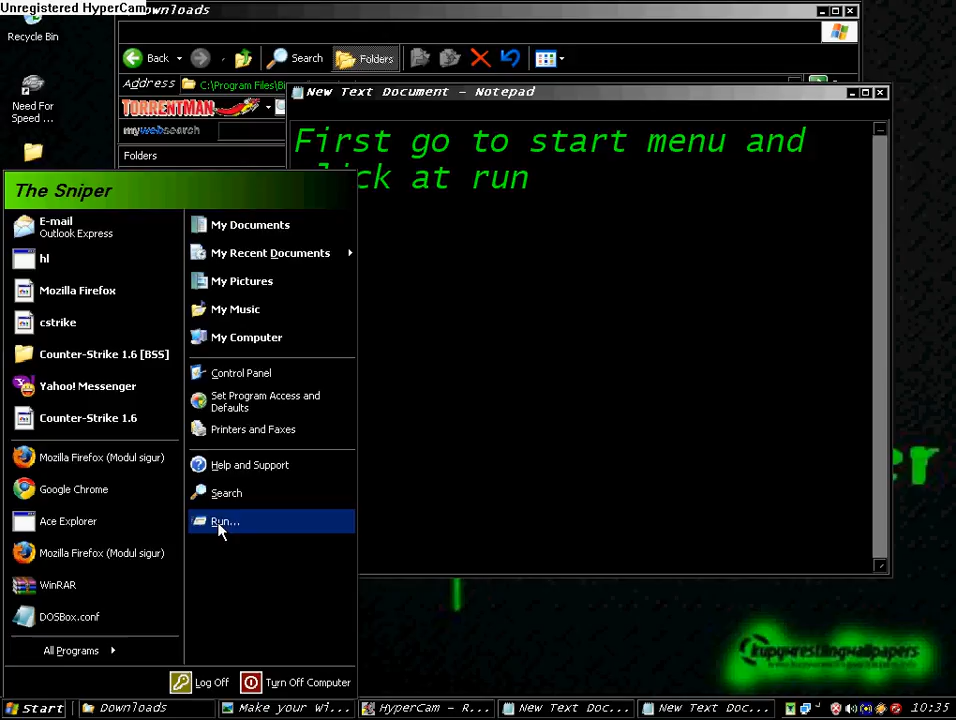 Unregistered HyperCam
Downloads
Recycle Bin
Back
Search
Folders
Address
C:\Program Files\Bi
Need For
Speed ...
TORRENTMAN
mywebsearch
Folders
New Text Document - Notepad
First go to start menu and
lick at run
The Sniper
E-mail
Outlook Express
hl
Mozilla Firefox
cstrike
Counter-Strike 1.6 [BSS]
Yahoo! Messenger
Counter-Strike 1.6
Mozilla Firefox (Modul sigur)
Google Chrome
Ace Explorer
Mozilla Firefox (Modul sigur)
WinRAR
DOSBox.conf
All Programs
My Documents
My Recent Documents
My Pictures
My Music
My Computer
Control Panel
Set Program Access and
Defaults
Printers and Faxes
Help and Support
Search
Run...
Log Off
Turn Off Computer
kupywrestlingwallpapers
Start
Downloads
Make your Wi...
HyperCam - R...
New Text Doc...
New Text Doc...
10:35